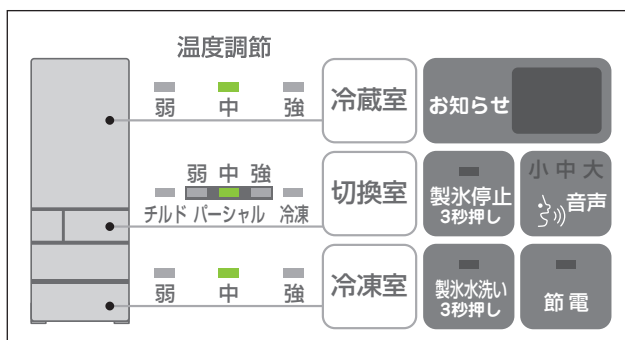 温度調節
弱 中 強
冷蔵室
お知らせ
弱 中 強
チルド パーシャル 冷凍
切換室
製氷停止
3秒押し
小 中 大
音声
弱 中 強
冷凍室
製氷水洗い
3秒押し
節電